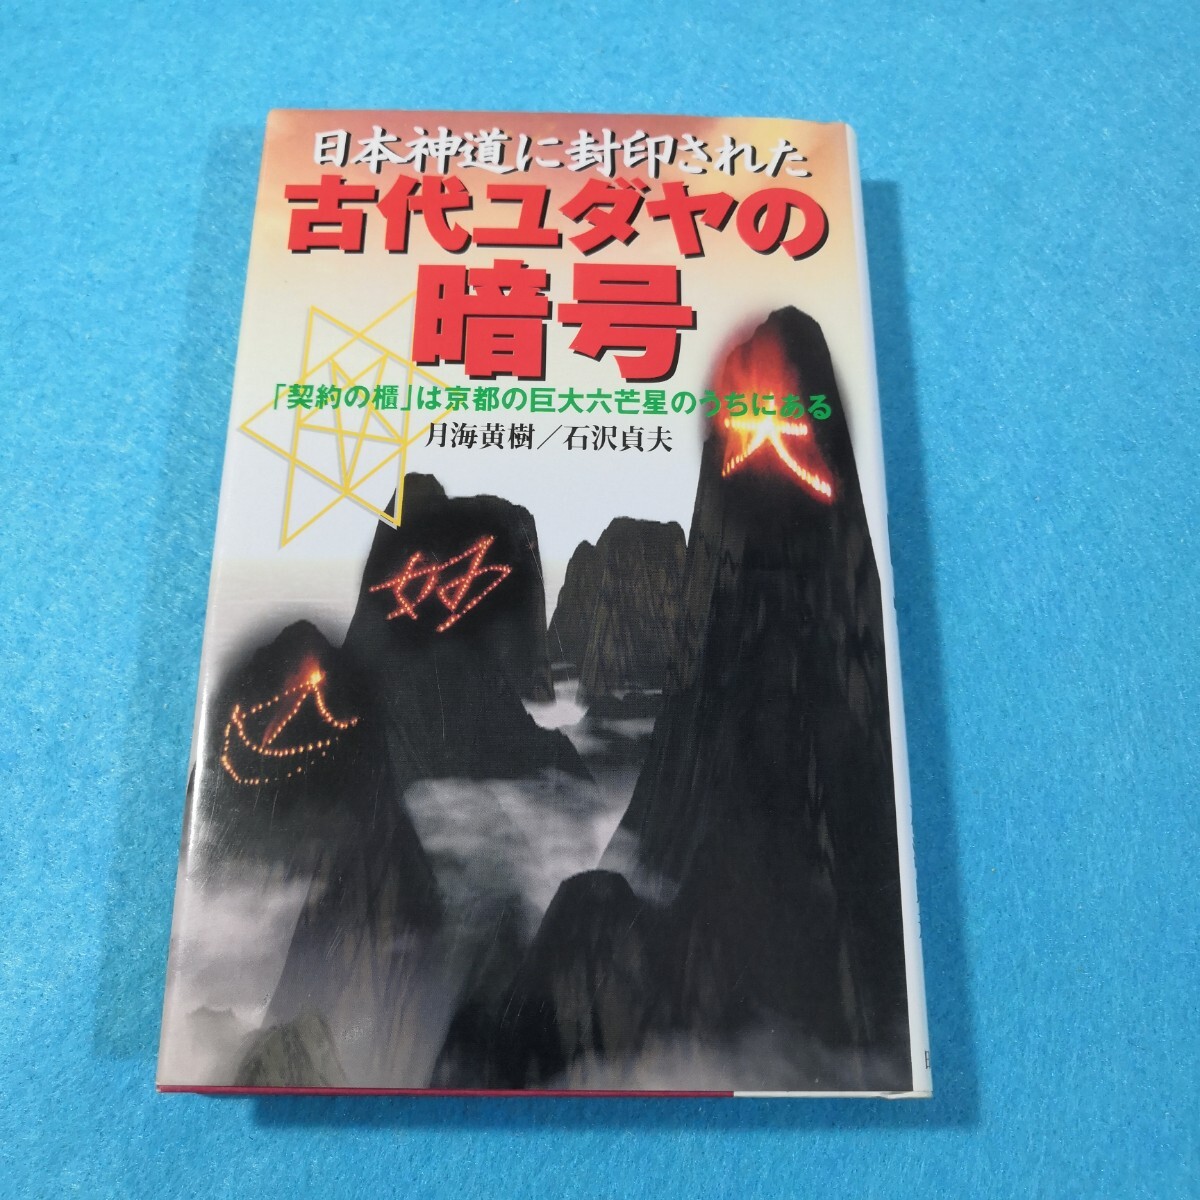 日本神道に封印された
古代ユダヤの
暗号
「契約の櫃」は京都の巨大六芒星のうちにある
月海黄樹／石沢貞夫
大
妙